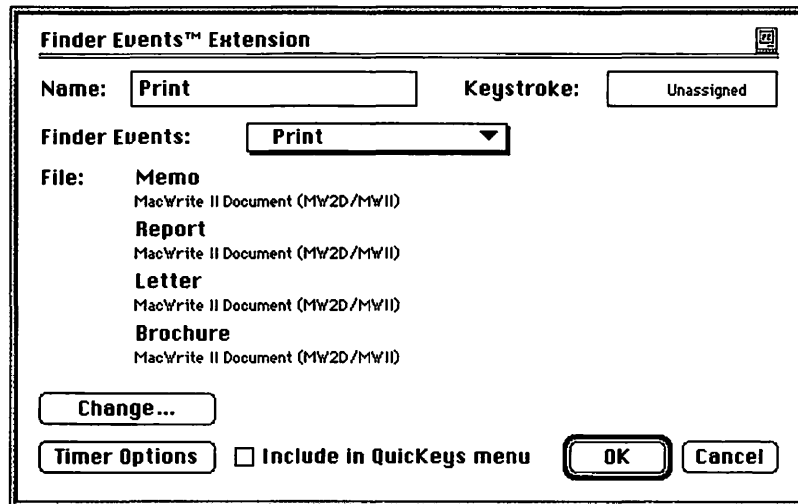 Finder Events™ Extension
Name: Print Keystroke: Unassigned
Finder Events: Print
File: Memo
MacWrite II Document (MW2D/MWII)
Report
MacWrite II Document (MW2D/MWII)
Letter
MacWrite II Document (MW2D/MWII)
Brochure
MacWrite II Document (MW2D/MWII)
Change...
Timer Options Include in QuicKeys menu OK Cancel